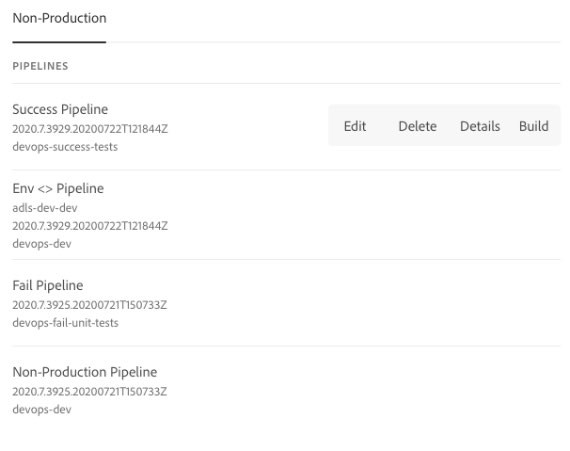 Non-Production
PIPELINES
Success Pipeline
2020.7.3929.20200722T121844Z
devops-success-tests
Edit Delete Details Build
Env <> Pipeline
adls-dev-dev
2020.7.3929.20200722T121844Z
devops-dev
Fail Pipeline
2020.7.3925.20200721T150733Z
devops-fail-unit-tests
Non-Production Pipeline
2020.7.3925.20200721T150733Z
devops-dev